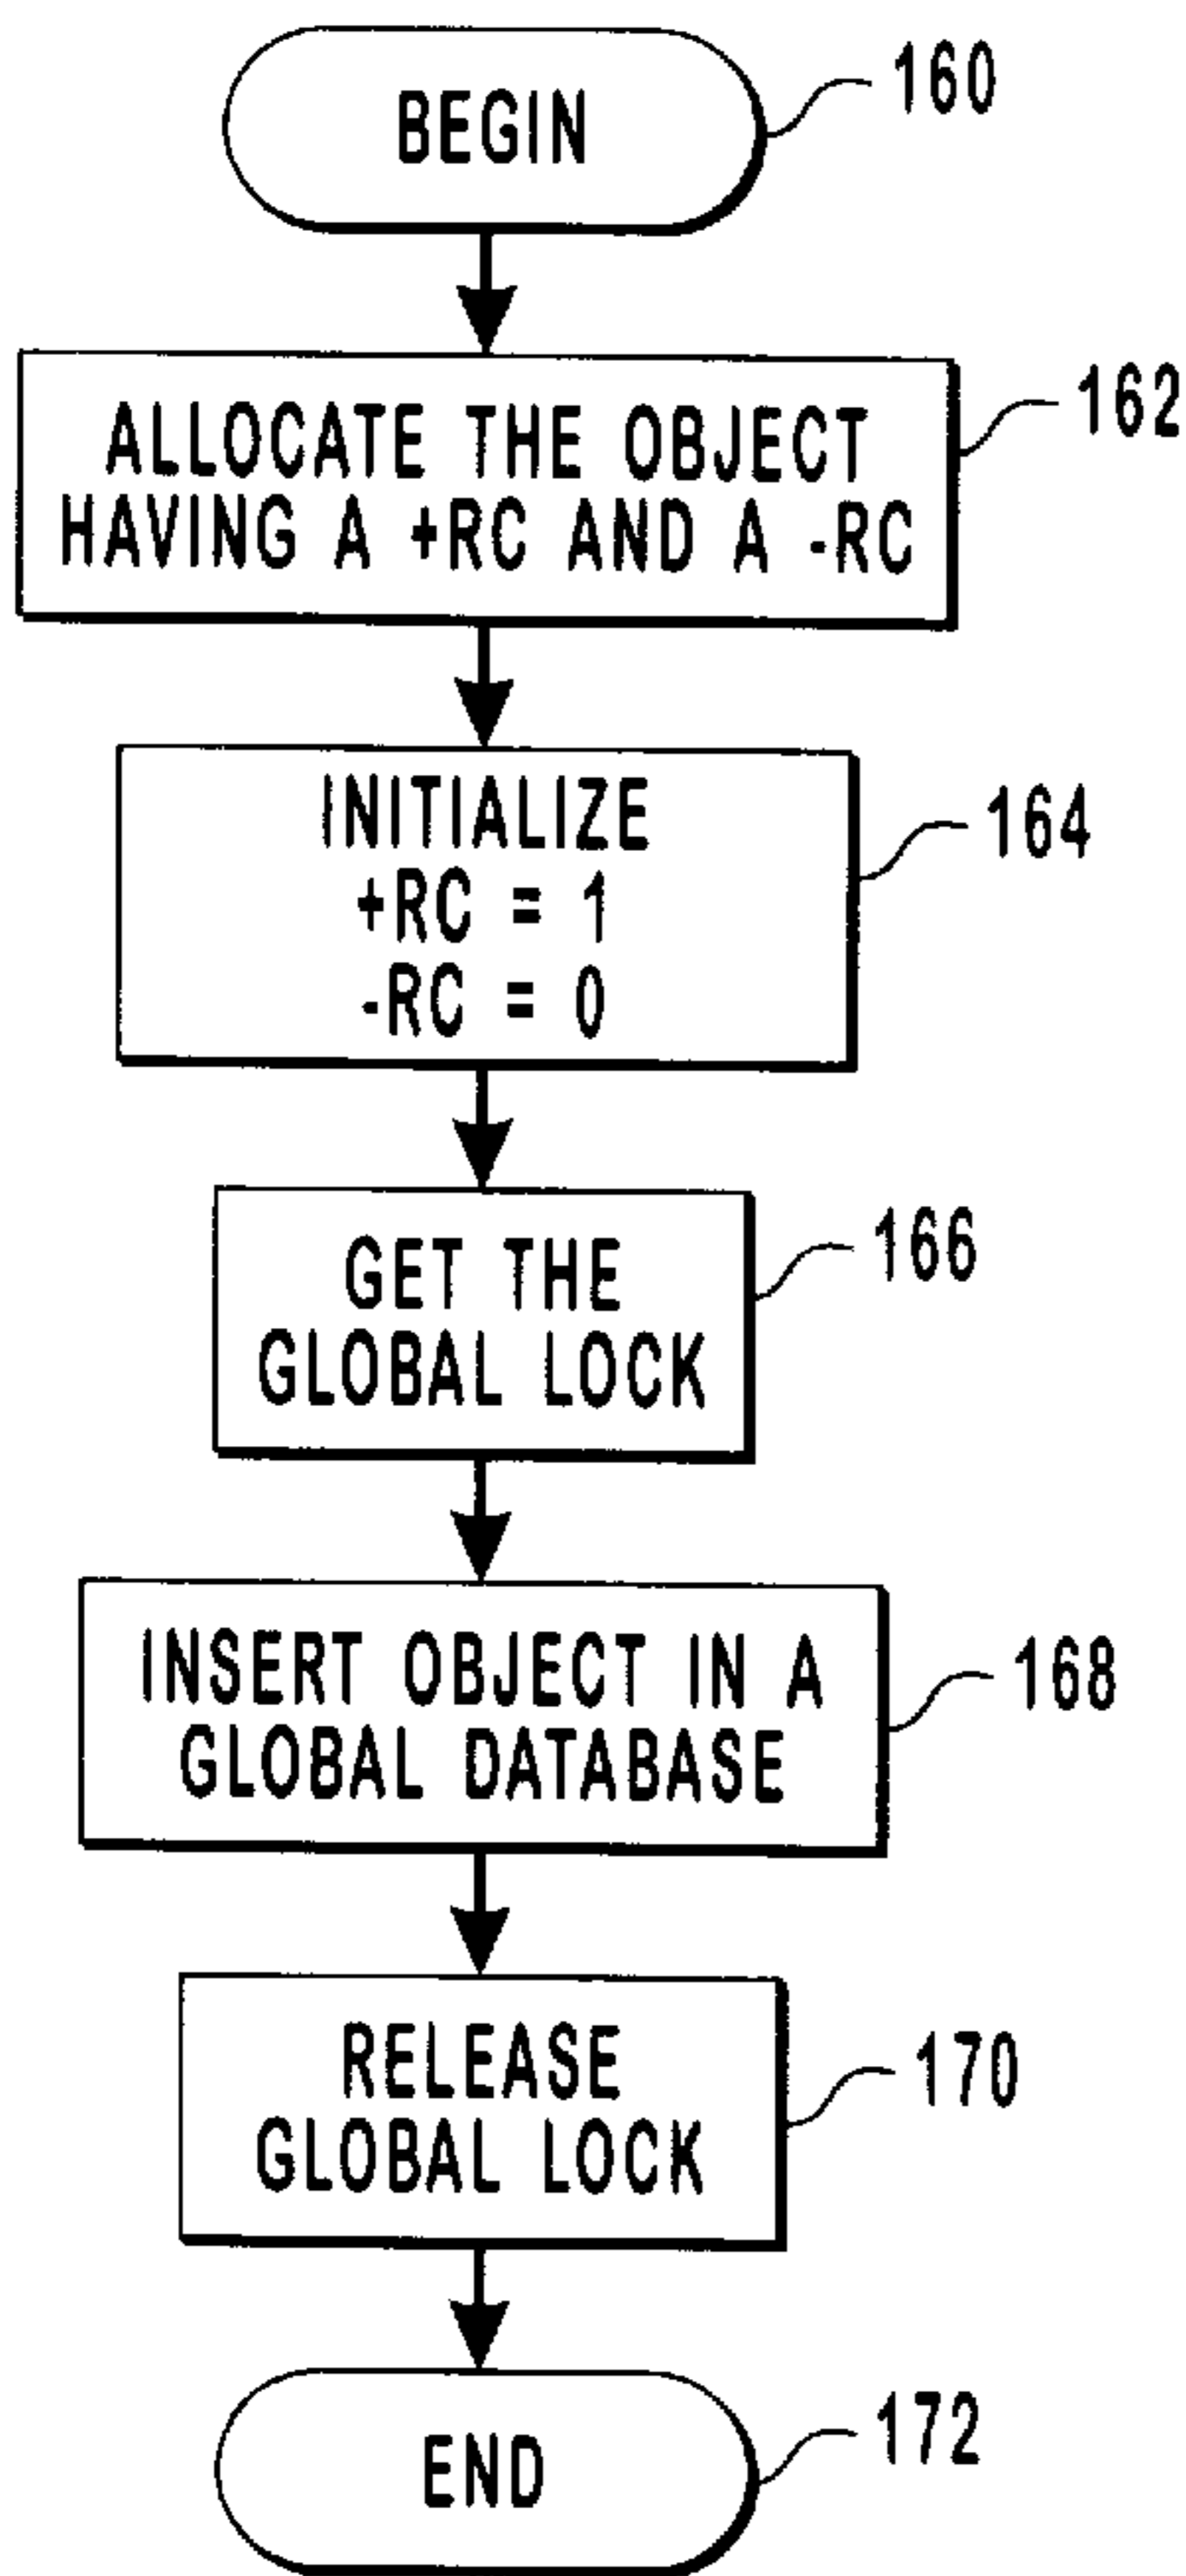 BEGIN
160
ALLOCATE THE OBJECT
HAVING A +RC AND A -RC
162
INITIALIZE
+RC = 1
-RC = 0
164
GET THE
GLOBAL LOCK
166
INSERT OBJECT IN A
GLOBAL DATABASE
168
RELEASE
GLOBAL LOCK
170
END
172